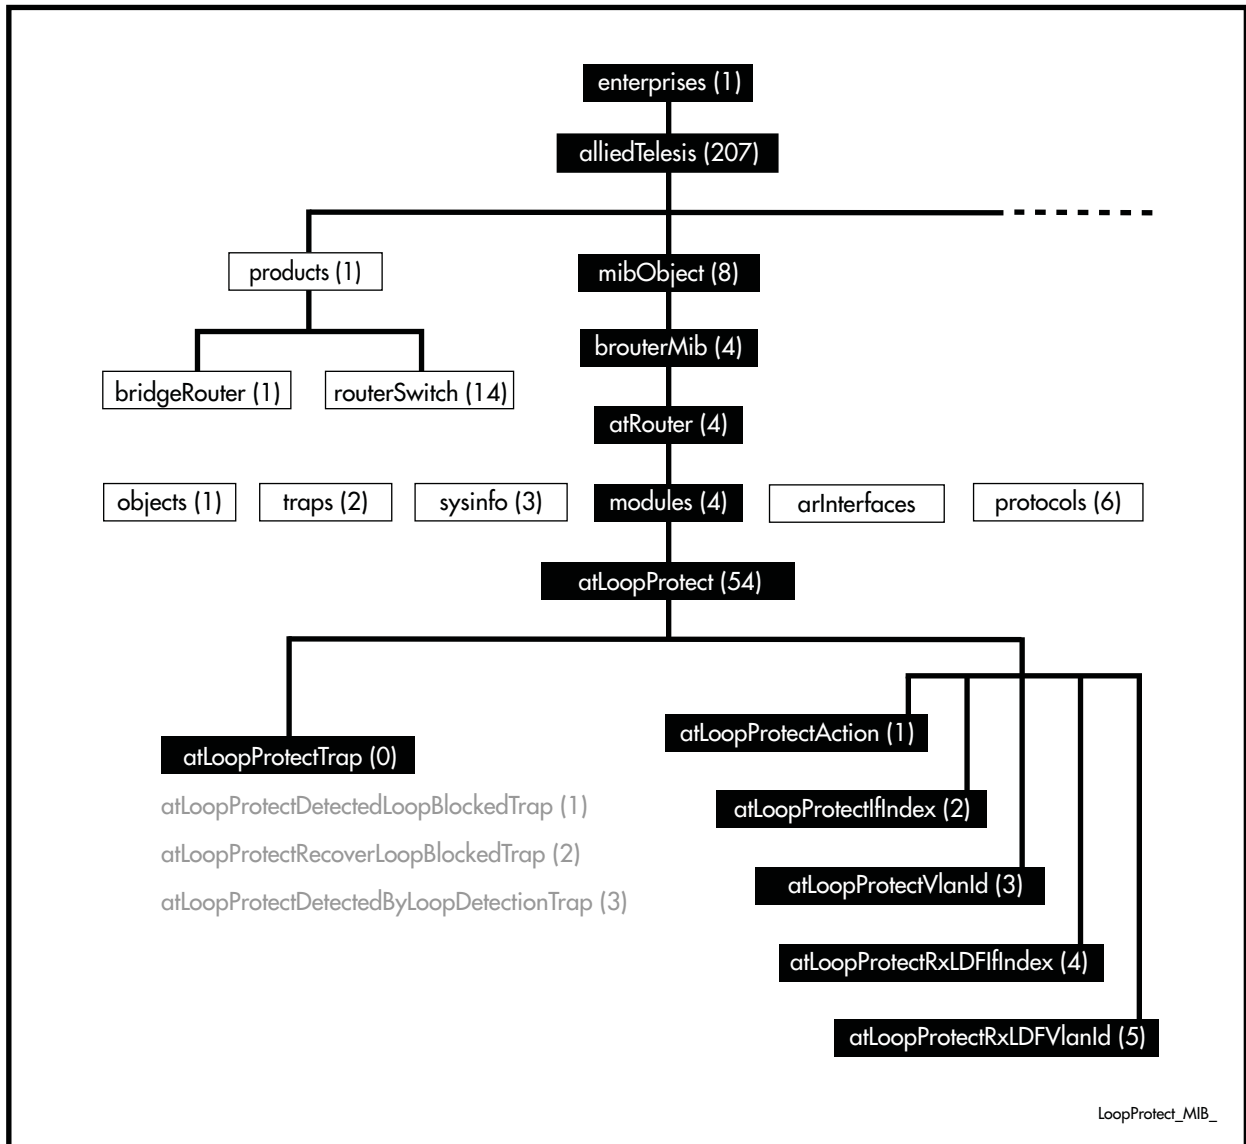 enterprises (1)
alliedTelesis (207)
products (1)
mibObject (8)
brouterMib (4)
bridgeRouter (1)
routerSwitch (14)
atRouter (4)
objects (1)
traps (2)
sysinfo (3)
modules (4)
arInterfaces
protocols (6)
atLoopProtect (54)
atLoopProtectTrap (0)
atLoopProtectDetectedLoopBlockedTrap (1)
atLoopProtectRecoverLoopBlockedTrap (2)
atLoopProtectDetectedByLoopDetectionTrap (3)
atLoopProtectAction (1)
atLoopProtectIfIndex (2)
atLoopProtectVlanId (3)
atLoopProtectRxLDFIfIndex (4)
atLoopProtectRxLDFVlanId (5)
LoopProtect_MIB_